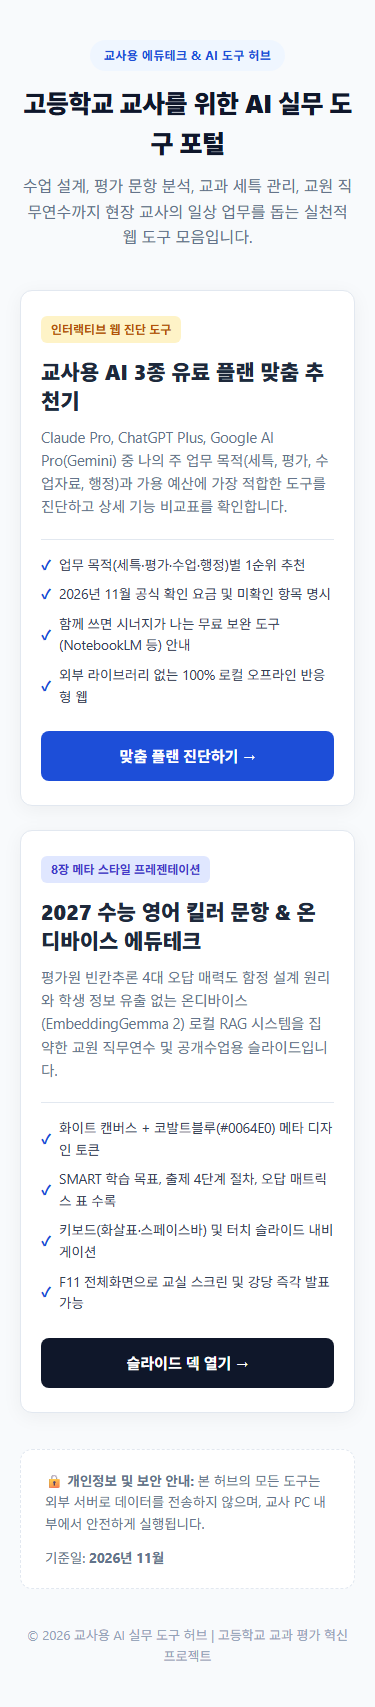 교사용 에듀테크 & AI 도구 허브
고등학교 교사를 위한 AI 실무 도
구 포털
수업 설계, 평가 문항 분석, 교과 세특 관리, 교원 직
무연수까지 현장 교사의 일상 업무를 돕는 실천적
웹 도구 모음입니다.
인터랙티브 웹 진단 도구
교사용 AI 3종 유료 플랜 맞춤 추
천기
Claude Pro, ChatGPT Plus, Google AI
Pro(Gemini) 중 나의 주 업무 목적(세특, 평가, 수
업자료, 행정)과 가용 예산에 가장 적합한 도구를
진단하고 상세 기능 비교표를 확인합니다.
✓ 업무 목적(세특·평가·수업·행정)별 1순위 추천
✓ 2026년 11월 공식 확인 요금 및 미확인 항목 명시
✓ 함께 쓰면 시너지가 나는 무료 보완 도구
(NotebookLM 등) 안내
✓ 외부 라이브러리 없는 100% 로컬 오프라인 반응
형 웹
맞춤 플랜 진단하기 →
8장 메타 스타일 프레젠테이션
2027 수능 영어 킬러 문항 & 온
디바이스 에듀테크
평가원 빈칸추론 4대 오답 매력도 함정 설계 원리
와 학생 정보 유출 없는 온디바이스
(EmbeddingGemma 2) 로컬 RAG 시스템을 집
약한 교원 직무연수 및 공개수업용 슬라이드입니
다.
✓ 화이트 캔버스 + 코발트블루(#0064E0) 메타 디자
인 토큰
✓ SMART 학습 목표, 출제 4단계 절차, 오답 매트릭
스 표 수록
✓ 키보드(화살표·스페이스바) 및 터치 슬라이드 내비
게이션
✓ F11 전체화면으로 교실 스크린 및 강당 즉각 발표
가능
슬라이드 덱 열기 →
🔒 개인정보 및 보안 안내: 본 허브의 모든 도구는
외부 서버로 데이터를 전송하지 않으며, 교사 PC 내
부에서 안전하게 실행됩니다.
기준일: 2026년 11월
© 2026 교사용 AI 실무 도구 허브 | 고등학교 교과 평가 혁신
프로젝트